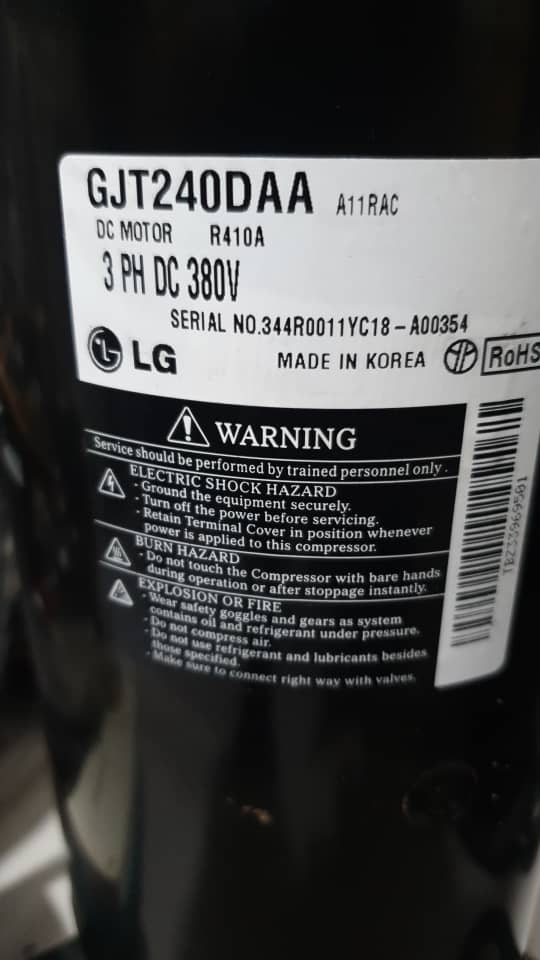 GJT240DAA A11RAC
DC MOTOR R410A
3 PH DC 380V
SERIAL NO.344R0011YC18-A00354
LG MADE IN KOREA RoHS
WARNING
Service should be performed by trained personnel only.
ELECTRIC SHOCK HAZARD
- Ground the equipment securely.
- Turn off the power before servicing.
- Retain Terminal Cover in position whenever
power is applied to this compressor.
BURN HAZARD
- Do not touch the Compressor with bare hands
during operation or after stoppage instantly.
EXPLOSION OR FIRE
- Wear safety goggles and gears as system
contains oil and refrigerant under pressure.
- Do not compress air.
- Do not use refrigerant and lubricants besides
those specified.
- Make sure to connect right way with valves.
TBZ33969501